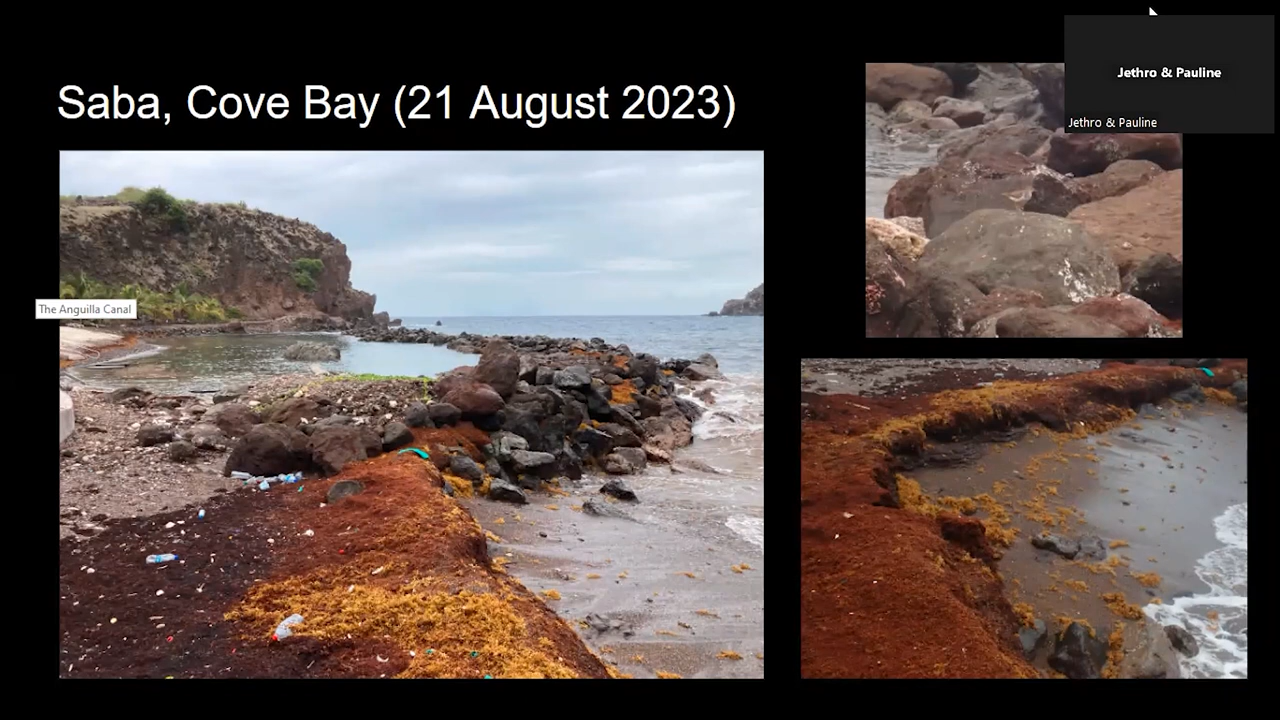 Saba, Cove Bay (21 August 2023)
Jethro & Pauline
Jethro & Pauline
The Anguilla Canal